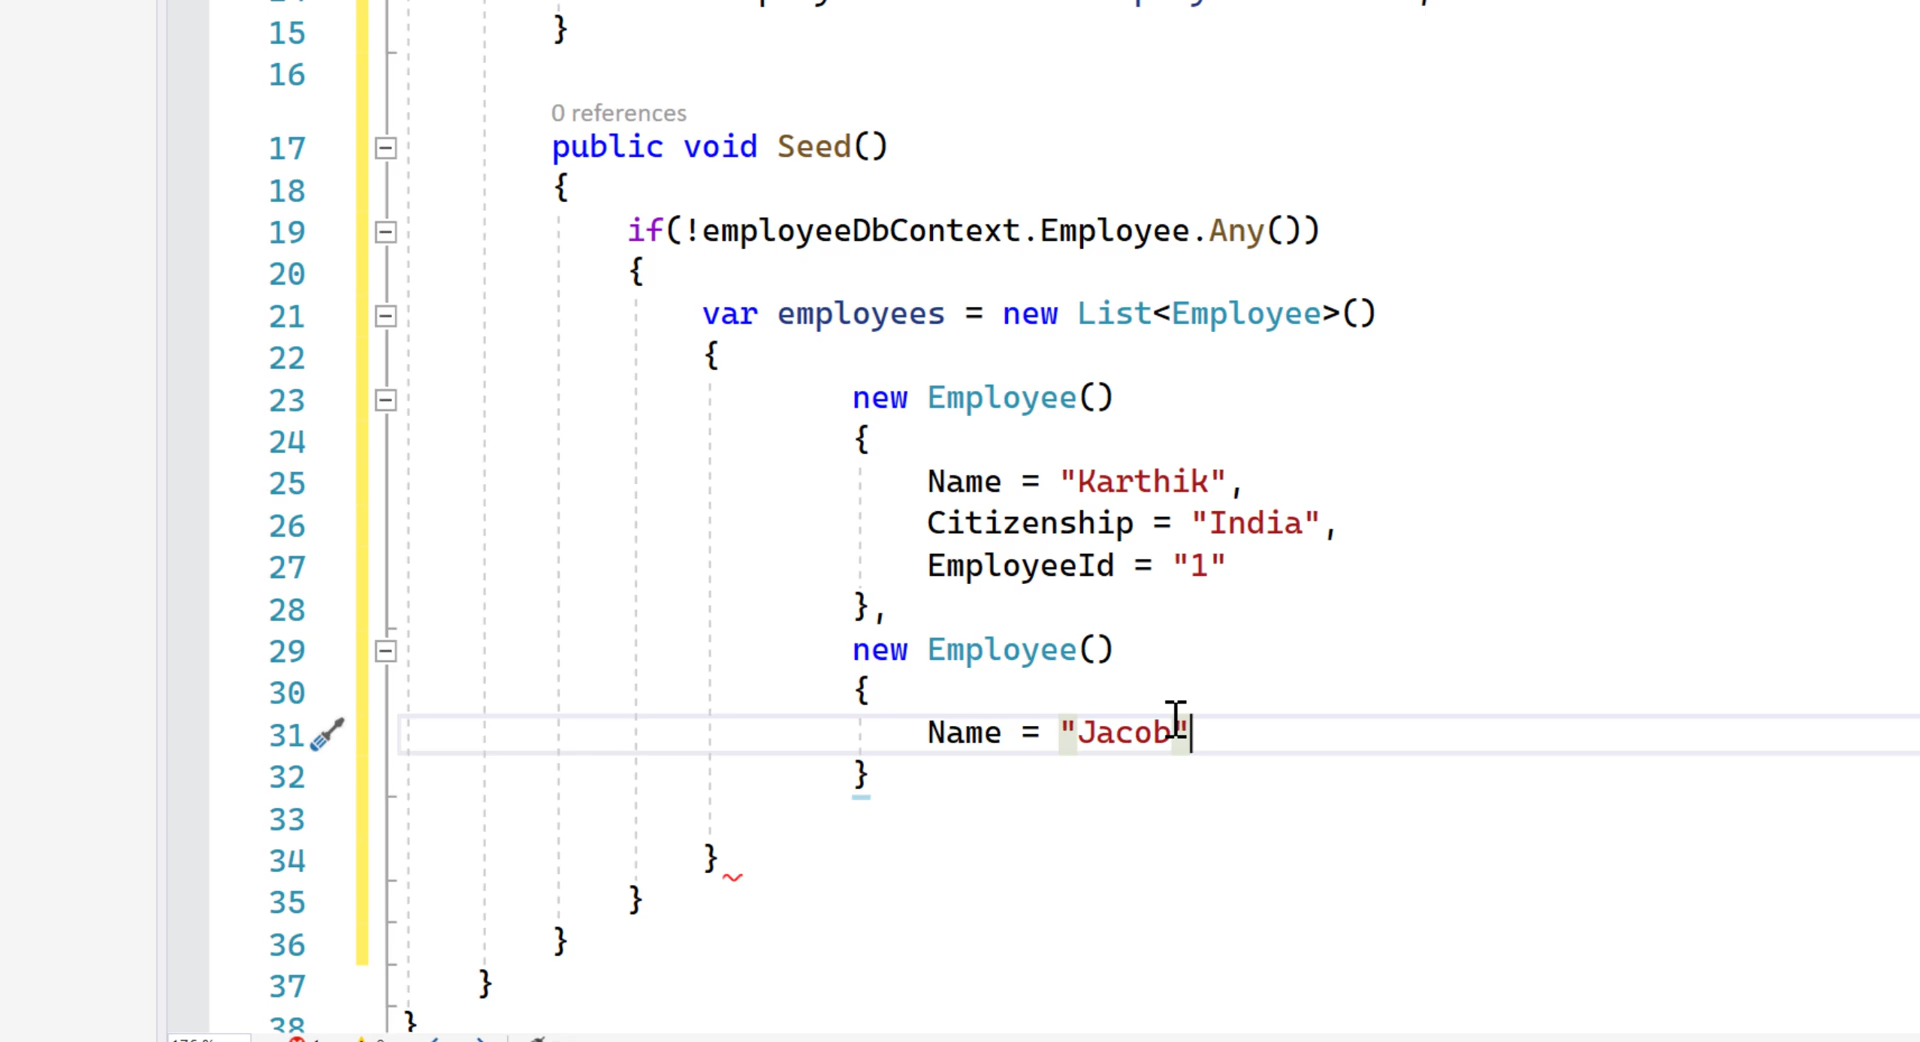 15 }
16
0 references
17 public void Seed()
18 {
19 if(!employeeDbContext.Employee.Any())
20 {
21 var employees = new List<Employee>()
22 {
23 new Employee()
24 {
25 Name = "Karthik",
26 Citizenship = "India",
27 EmployeeId = "1"
28 },
29 new Employee()
30 {
31 Name = "Jacob"
32 }
33
34 }
35 }
36 }
37 }
38 }